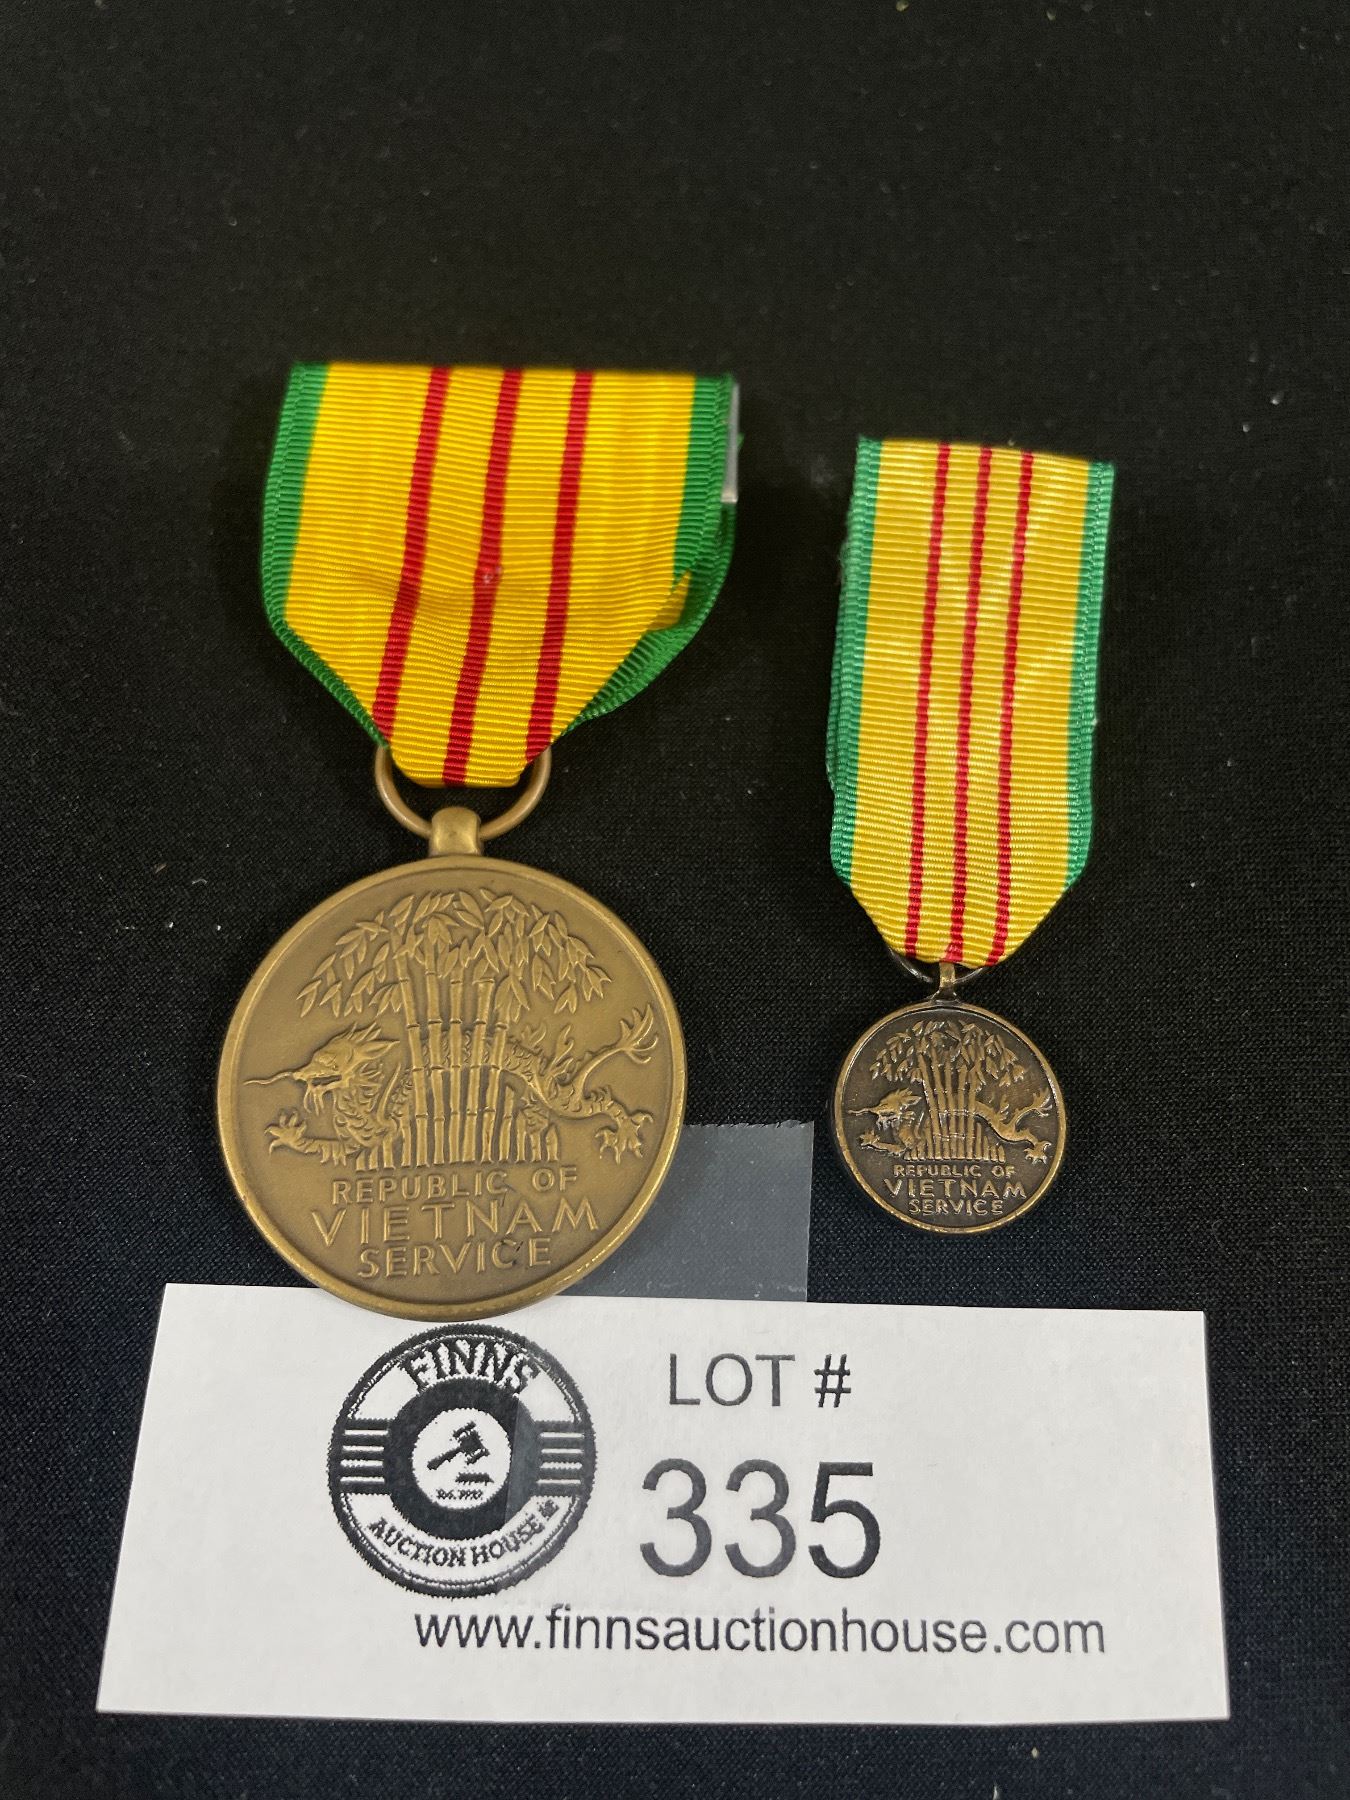 REPUBLIC OF
VIETNAM
SERVICE
REPUBLIC OF
VIETNAM
SERVICE
FINNS
AUCTION HOUSE
LOT #
335
www.finnsauctionhouse.com